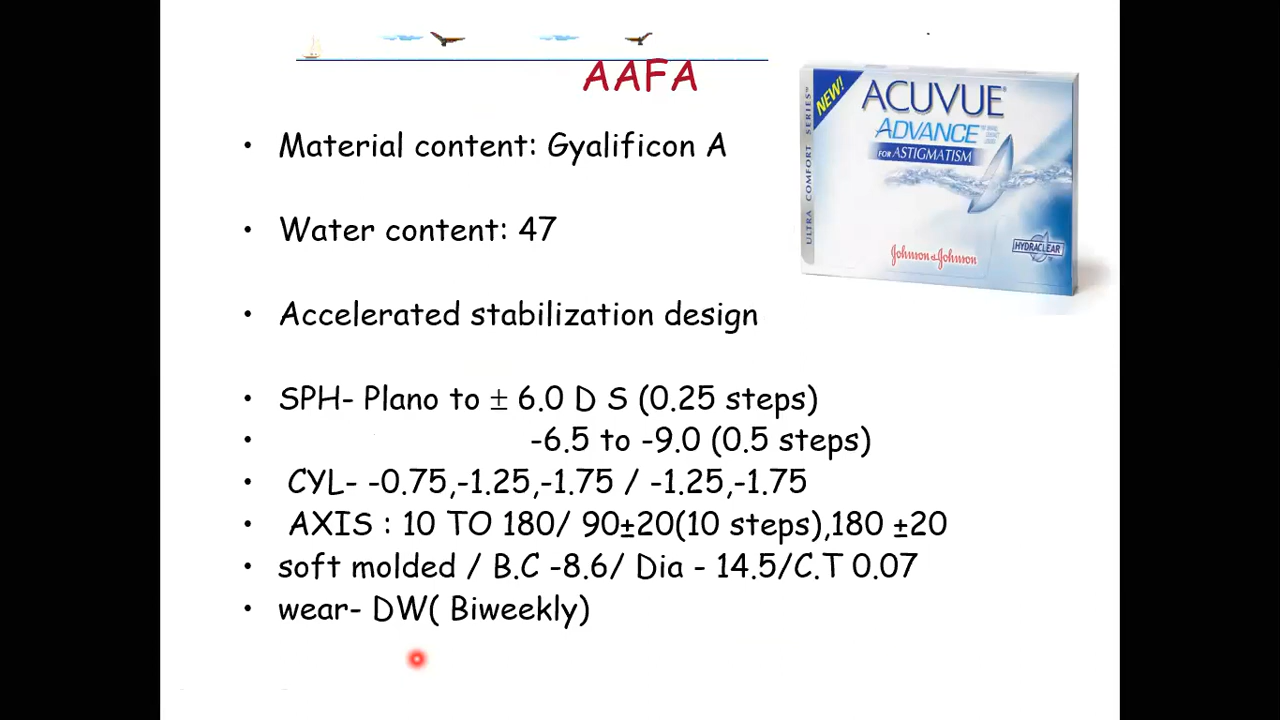 AAFA
• Material content: Gyalificon A
• Water content: 47
• Accelerated stabilization design
• SPH- Plano to ± 6.0 D S (0.25 steps)
• -6.5 to -9.0 (0.5 steps)
• CYL- -0.75,-1.25,-1.75 / -1.25,-1.75
• AXIS : 10 TO 180/ 90±20(10 steps),180 ±20
• soft molded / B.C -8.6/ Dia - 14.5/C.T 0.07
• wear- DW( Biweekly)
NEW!
ACUVUE®
ADVANCE
FOR ASTIGMATISM
ULTRA COMFORT SERIES™
HYDRACLEAR
Johnson & Johnson